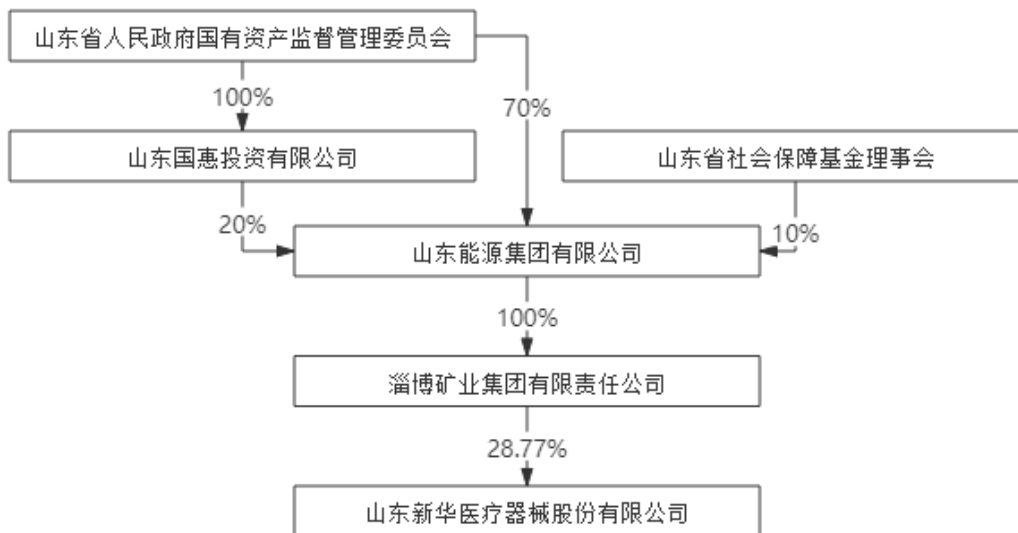 山东省人民政府国有资产监督管理委员会
100%
70%
山东国惠投资有限公司
山东省社会保障基金理事会
20%
10%
山东能源集团有限公司
100%
淄博矿业集团有限责任公司
28.77%
山东新华医疗器械股份有限公司